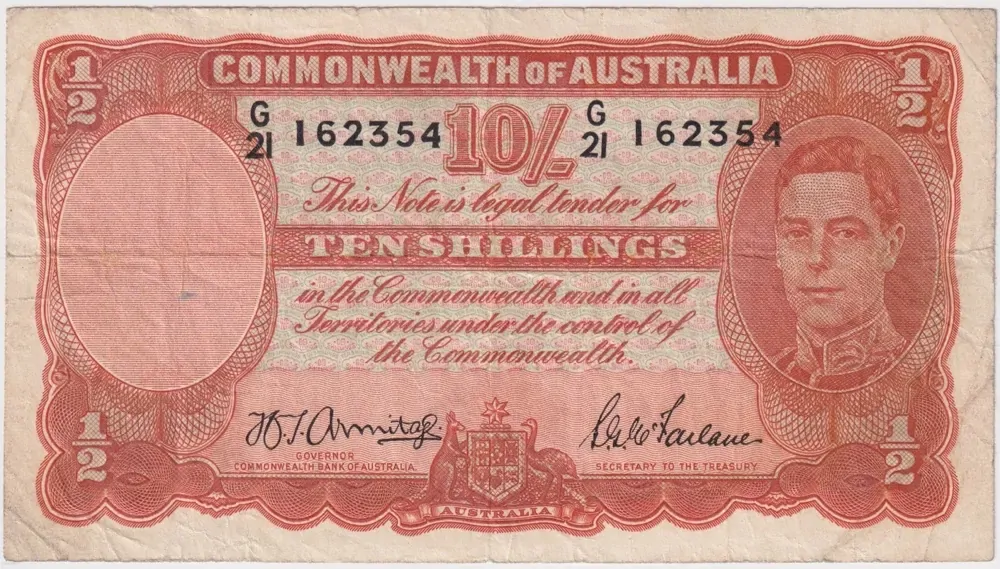 1/2
COMMONWEALTH OF AUSTRALIA
1/2
G/21 162354
10/-
G/21 162354
This Note is legal tender for
TEN SHILLINGS
in the Commonwealth and in all
Territories under the control of
the Commonwealth.
1/2
H.T. Armitage
GOVERNOR
COMMONWEALTH BANK OF AUSTRALIA
S.G. McFarlane
SECRETARY TO THE TREASURY
1/2
AUSTRALIA